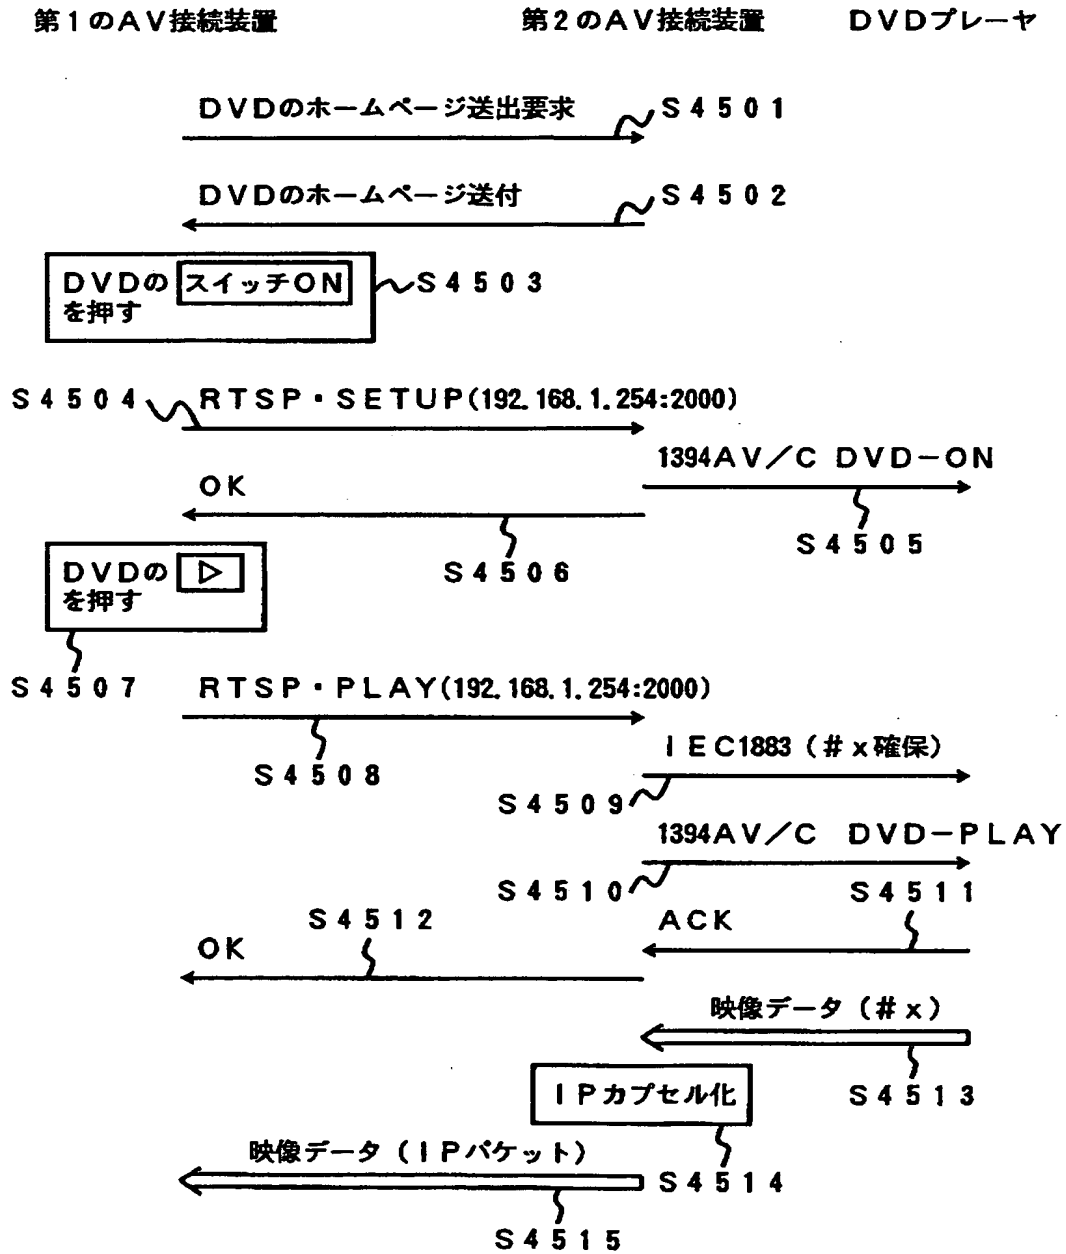 第1のAV接続装置 第2のAV接続装置 DVDプレーヤ
DVDのホームページ送出要求 S4501
DVDのホームページ送付 S4502
DVDの スイッチON S4503
を押す
S4504 RTSP・SETUP(192.168.1.254:2000)
1394AV/C DVD-ON
OK
S4505
S4506
DVDの ▷
を押す
S4507 RTSP・PLAY(192.168.1.254:2000)
IEC1883(#x確保)
S4508
S4509
1394AV/C DVD-PLAY
S4510 S4511
S4512 ACK
OK
映像データ(#x)
IPカプセル化 S4513
映像データ(IPパケット)
S4514
S4515